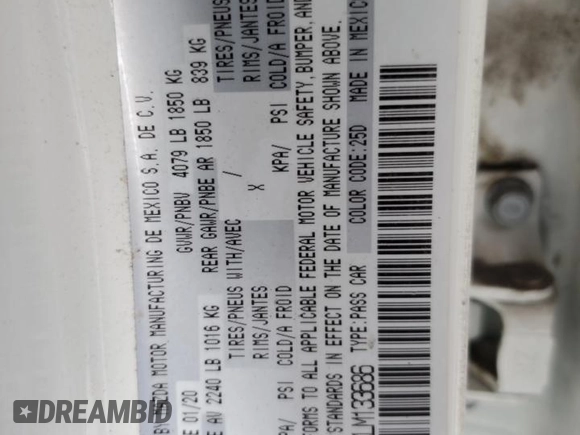 BY MAZDA MOTOR MANUFACTURING DE MEXICO S.A. DE C.V.
01/20 GVWR/PNBV 4079 LB 1850 KG
AV 2240 LB 1016 KG REAR GAWR/PNBE AR 1850 LB 839 KG
TIRES/PNEUS WITH/AVEC / TIRES/PNEUS
RIMS/JANTES X RIMS/JANTES
PSI COLD/A FROID KPA/ PSI COLD/A FROID
TO ALL APPLICABLE FEDERAL MOTOR VEHICLE SAFETY, BUMPER, AND
STANDARDS IN EFFECT ON THE DATE OF MANUFACTURE SHOWN ABOVE.
LM133686 TYPE:PASS CAR COLOR CODE:25D MADE IN MEXICO
DREAMBID